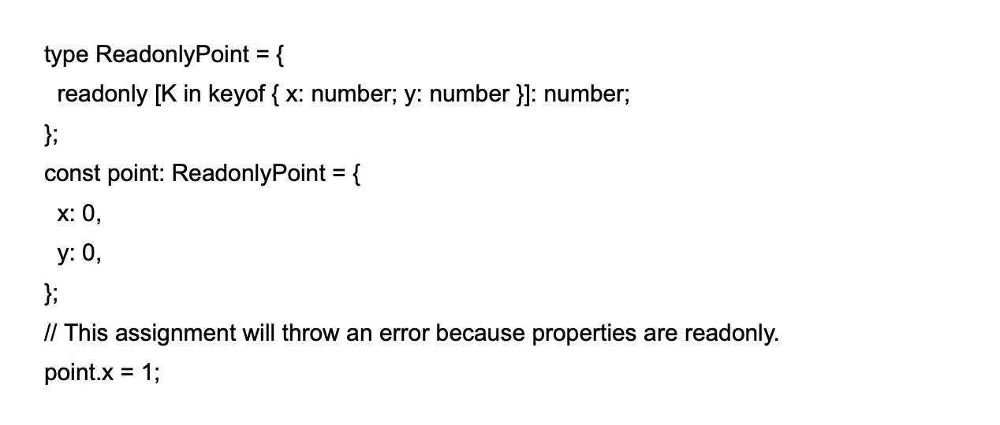 type ReadonlyPoint = {
readonly [K in keyof { x: number; y: number }]: number;
};
const point: ReadonlyPoint = {
x: 0,
y: 0,
};
// This assignment will throw an error because properties are readonly.
point.x = 1;